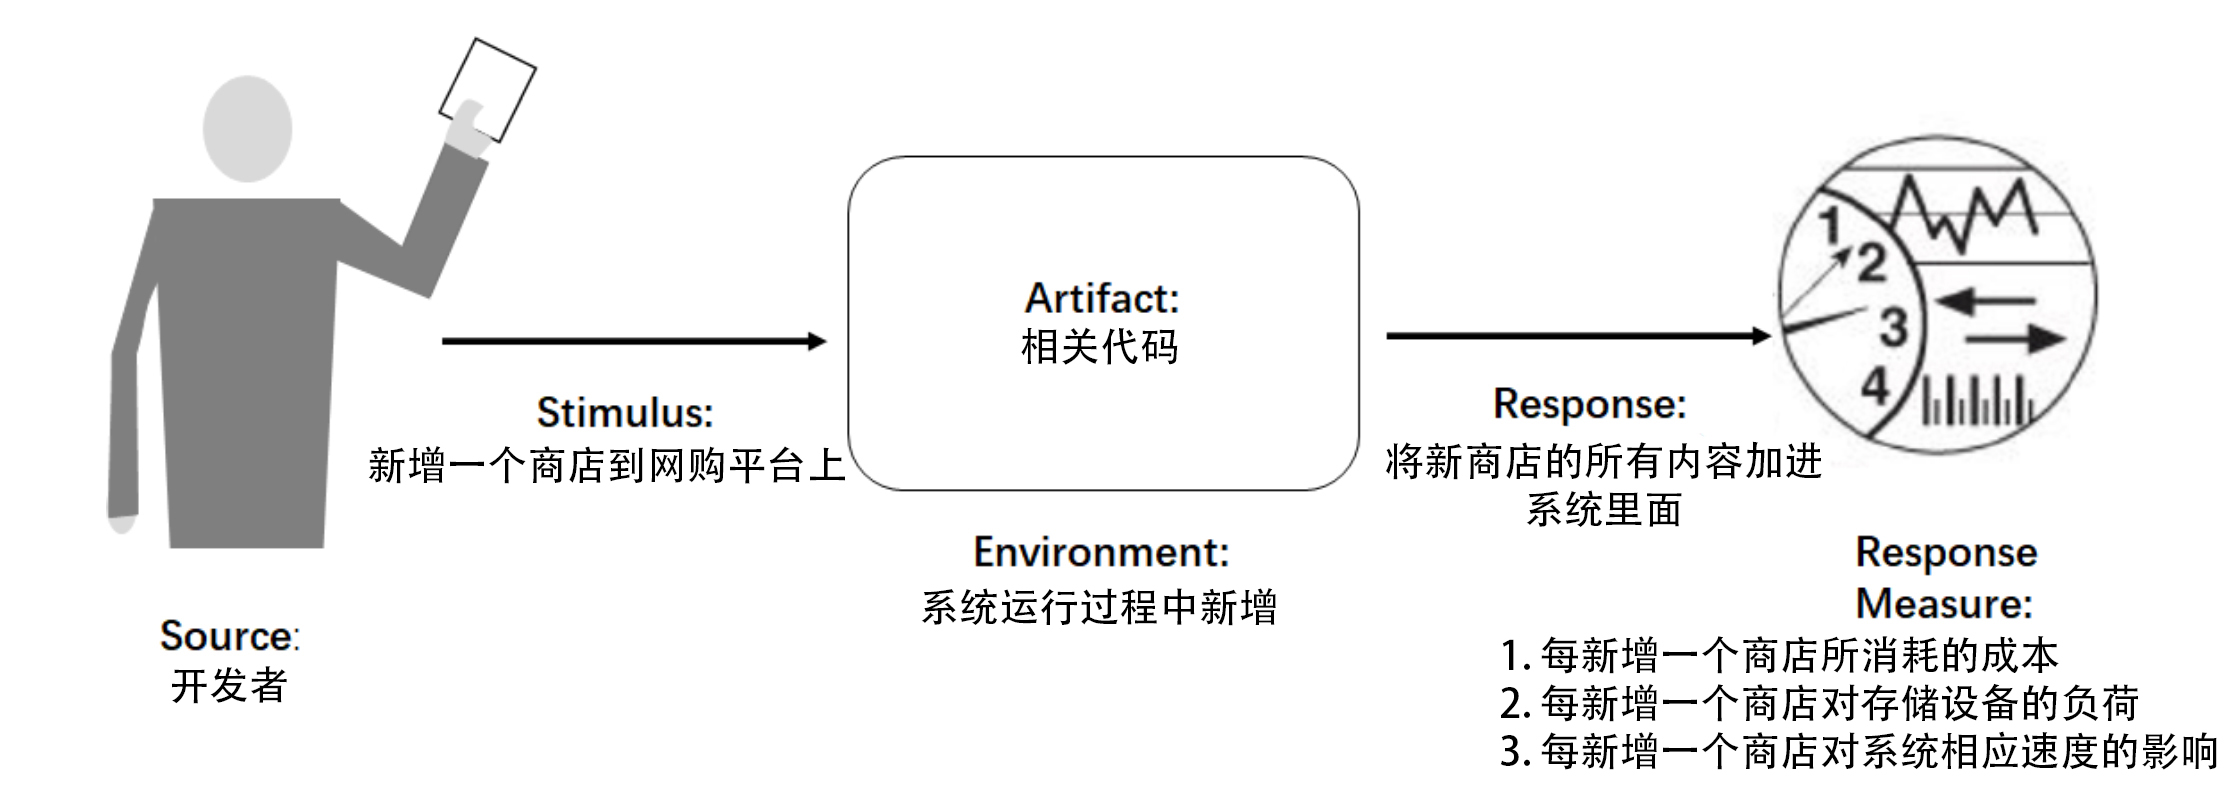 Source:
开发者
Stimulus:
新增一个商店到网购平台上
Artifact:
相关代码
Environment:
系统运行过程中新增
Response:
将新商店的所有内容加进
系统里面
1
2
3
4
Response
Measure:
1. 每新增一个商店所消耗的成本
2. 每新增一个商店对存储设备的负荷
3. 每新增一个商店对系统相应速度的影响